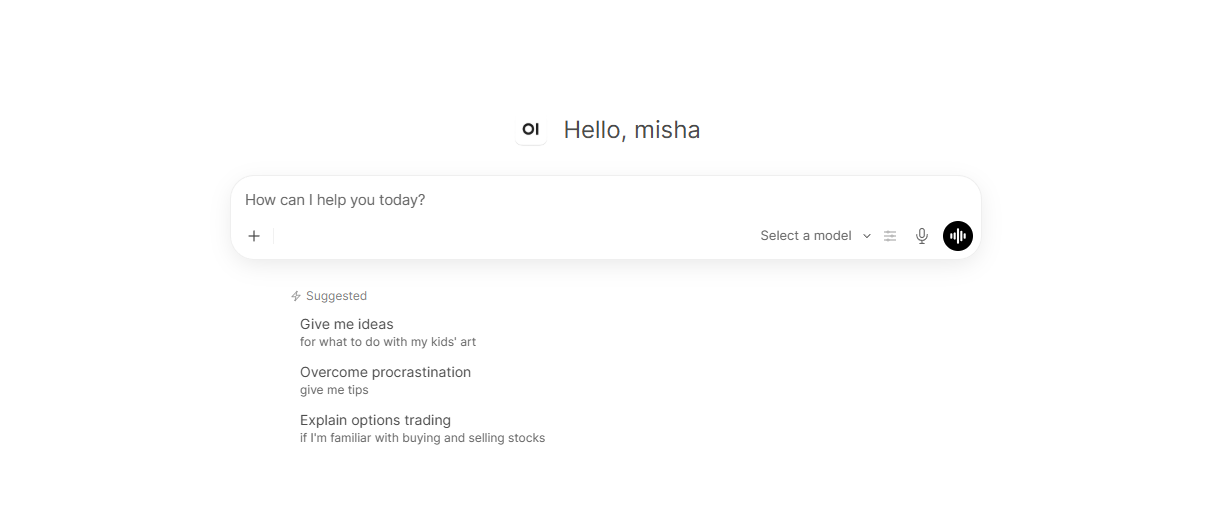 OI
Hello, misha
How can I help you today?
Select a model
Suggested
Give me ideas
for what to do with my kids' art
Overcome procrastination
give me tips
Explain options trading
if I'm familiar with buying and selling stocks